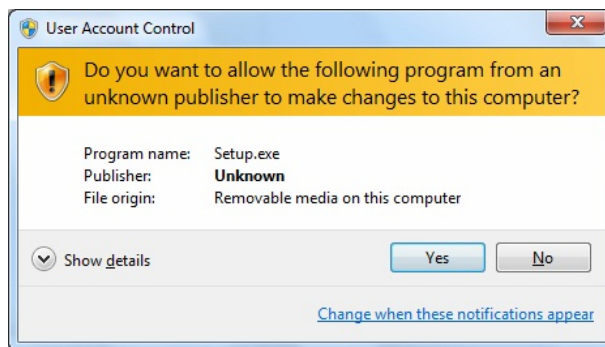 User Account Control
Do you want to allow the following program from an
unknown publisher to make changes to this computer?
Program name: Setup.exe
Publisher: Unknown
File origin: Removable media on this computer
Show details
Yes
No
Change when these notifications appear